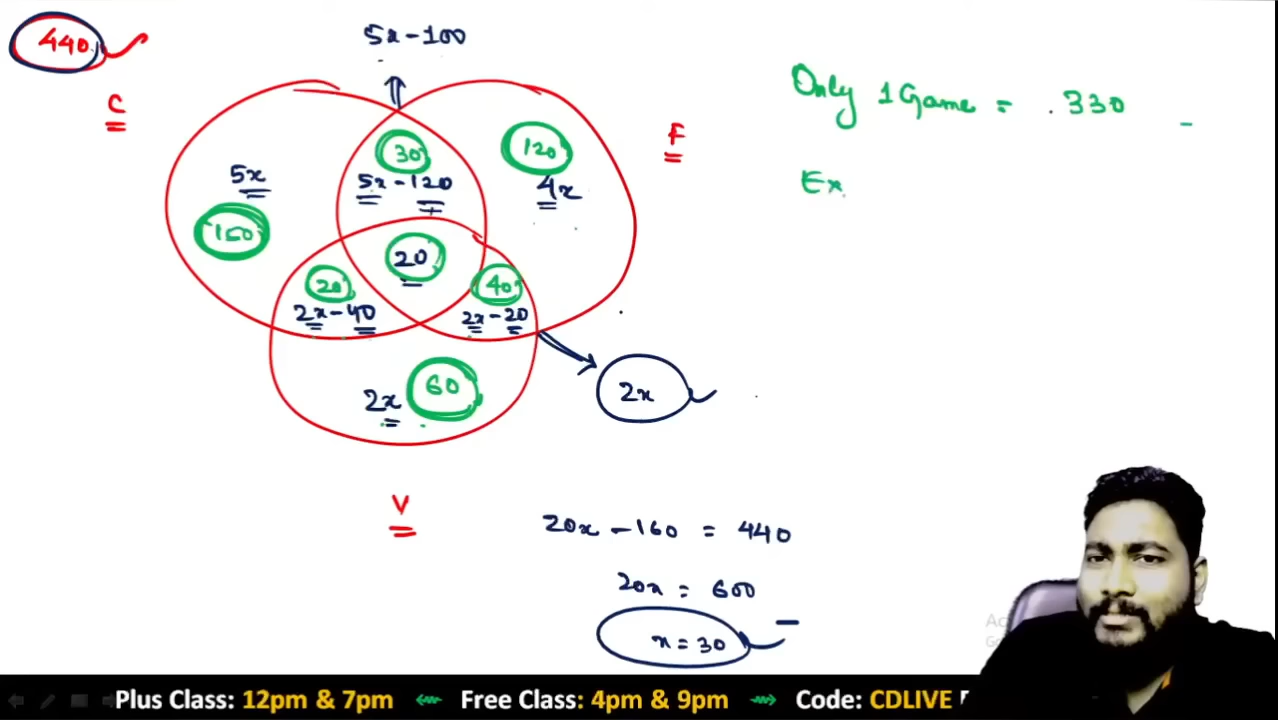 440
5x-100
C
F
Only 1 Game = 330
Ex
30
120
5x
5x-120
4x
150
20
20
40
2x-40
2x-20
2x 60
2x
V
20x-160 = 440
20x = 600
x = 30
Plus Class: 12pm & 7pm Free Class: 4pm & 9pm Code: CDLIVE